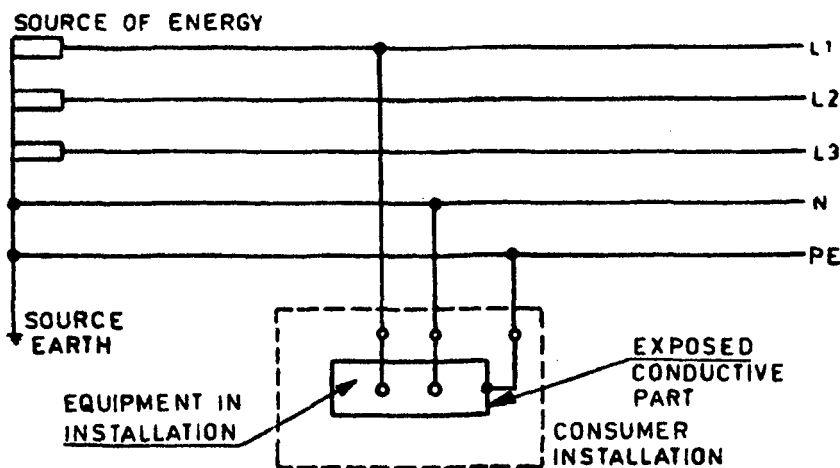 SOURCE OF ENERGY
L1
L2
L3
N
PE
SOURCE
EARTH
EXPOSED
CONDUCTIVE
PART
EQUIPMENT IN
INSTALLATION
CONSUMER
INSTALLATION